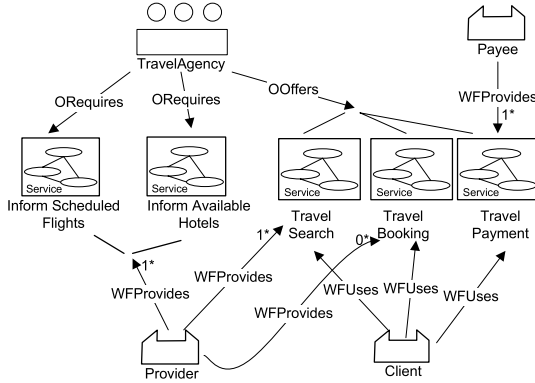 Payee
TravelAgency
ORequires
ORequires
OOffers
WFProvides
1*
Service
Service
Service
Service
Service
Inform Scheduled
Flights
Inform Available
Hotels
Travel
Search
Travel
Booking
Travel
Payment
1*
1*
0*
WFProvides
WFProvides
WFProvides
WFUses
WFUses
WFUses
Provider
Client